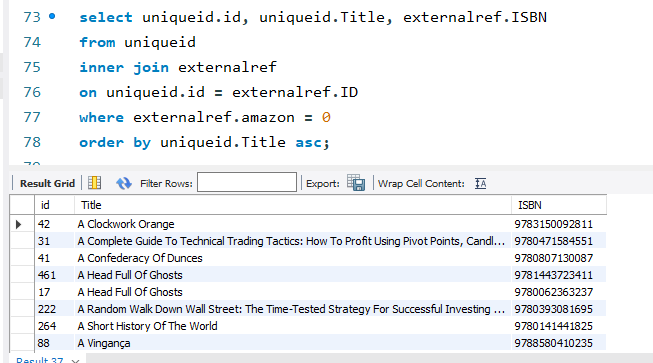 73 select uniqueid.id, uniqueid.Title, externalref.ISBN
74 from uniqueid
75 inner join externalref
76 on uniqueid.id = externalref.ID
77 where externalref.amazon = 0
78 order by uniqueid.Title asc;
Result Grid Filter Rows: Export: Wrap Cell Content: IA
id Title ISBN
42 A Clockwork Orange 9783150092811
31 A Complete Guide To Technical Trading Tactics: How To Profit Using Pivot Points, Candl... 9780471584551
41 A Confederacy Of Dunces 9780807130087
461 A Head Full Of Ghosts 9781443723411
17 A Head Full Of Ghosts 9780062363237
222 A Random Walk Down Wall Street: The Time-Tested Strategy For Successful Investing ... 9780393081695
264 A Short History Of The World 9780141441825
88 A Vingança 9788580410235
Result 37